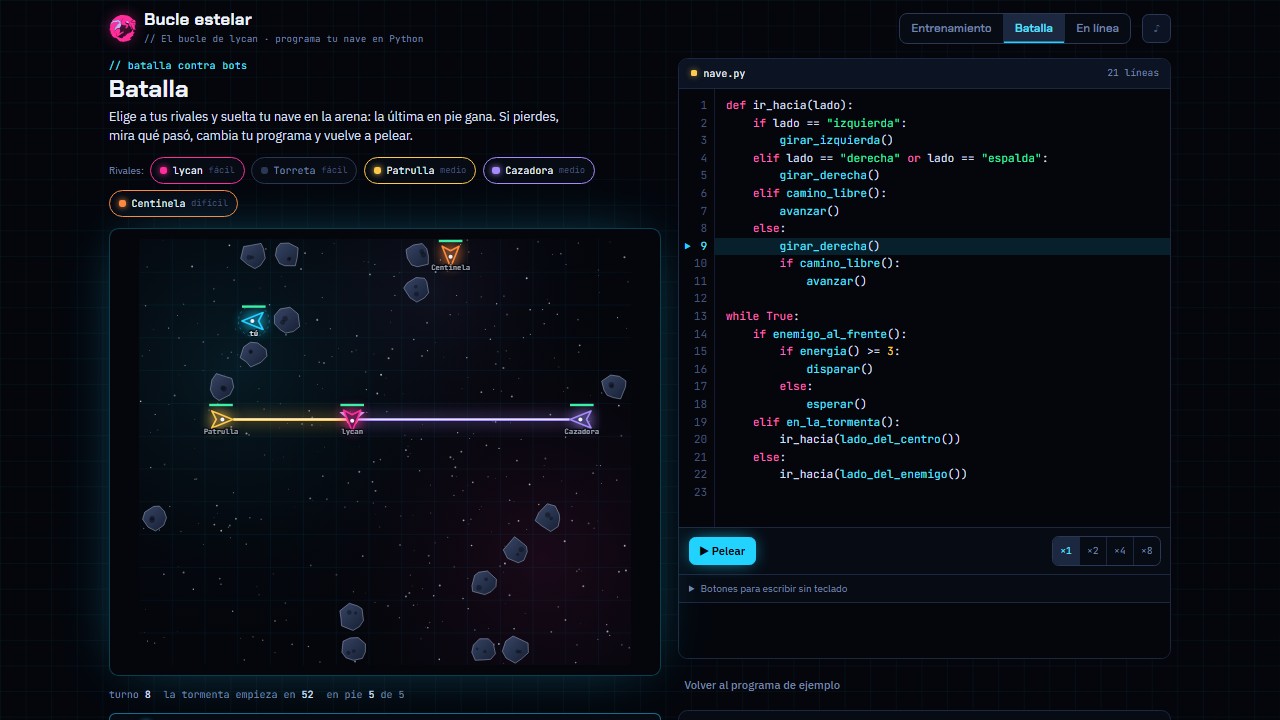 Bucle estelar
// El bucle de lycan · programa tu nave en Python
Entrenamiento
Batalla
En línea
♪
// batalla contra bots
Batalla
Elige a tus rivales y suelta tu nave en la arena: la última en pie gana. Si pierdes,
mira qué pasó, cambia tu programa y vuelve a pelear.
Rivales:
lycan fácil
Torreta fácil
Patrulla medio
Cazadora medio
Centinela difícil
Centinela
tú
Patrulla
lycan
Cazadora
turno 8 la tormenta empieza en 52 en pie 5 de 5
nave.py
21 líneas
1 def ir_hacia(lado):
2     if lado == "izquierda":
3         girar_izquierda()
4     elif lado == "derecha" or lado == "espalda":
5         girar_derecha()
6     elif camino_libre():
7         avanzar()
8     else:
9         girar_derecha()
10         if camino_libre():
11             avanzar()
12
13 while True:
14     if enemigo_al_frente():
15         if energia() >= 3:
16             disparar()
17         else:
18             esperar()
19     elif en_la_tormenta():
20         ir_hacia(lado_del_centro())
21     else:
22         ir_hacia(lado_del_enemigo())
23
▶ Pelear
×1
×2
×4
×8
▶ Botones para escribir sin teclado
Volver al programa de ejemplo